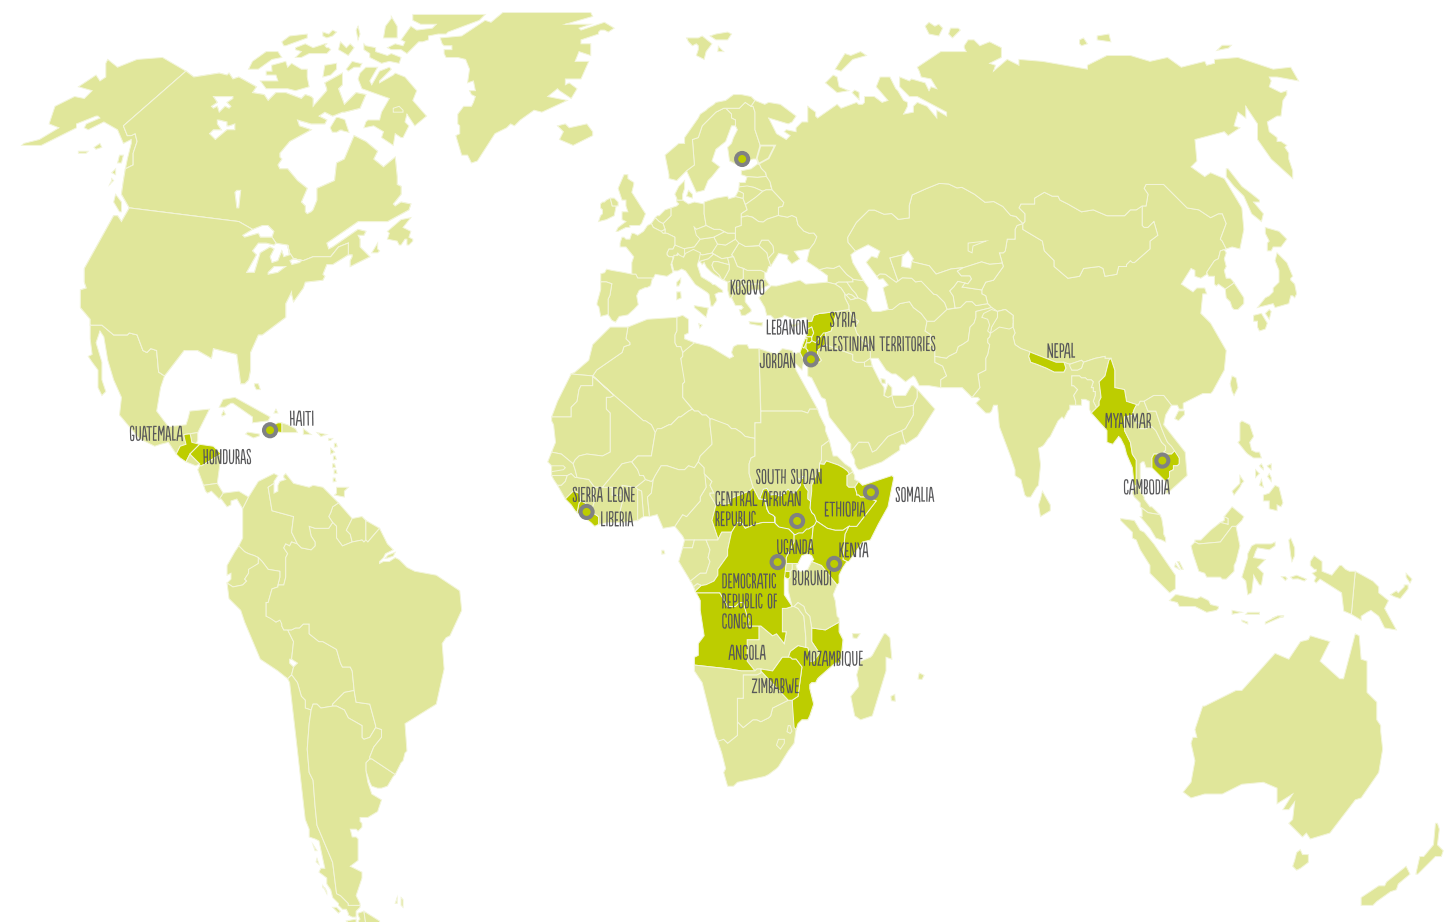 KOSOVO
SYRIA
LEBANON
PALESTINIAN TERRITORIES
JORDAN
NEPAL
HAITI
GUATEMALA
HONDURAS
MYANMAR
CAMBODIA
SOUTH SUDAN
SIERRA LEONE
LIBERIA
CENTRAL AFRICAN
REPUBLIC
ETHIOPIA
SOMALIA
UGANDA
KENYA
BURUNDI
DEMOCRATIC
REPUBLIC OF
CONGO
ANGOLA
MOZAMBIQUE
ZIMBABWE